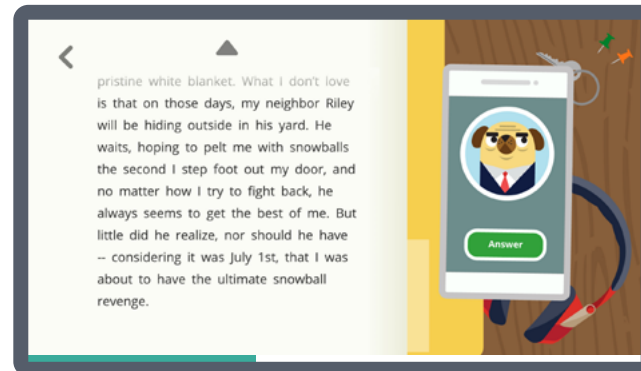 pristine white blanket. What I don't love
is that on those days, my neighbor Riley
will be hiding outside in his yard. He
waits, hoping to pelt me with snowballs
the second I step foot out my door, and
no matter how I try to fight back, he
always seems to get the best of me. But
little did he realize, nor should he have
-- considering it was July 1st, that I was
about to have the ultimate snowball
revenge.
Answer